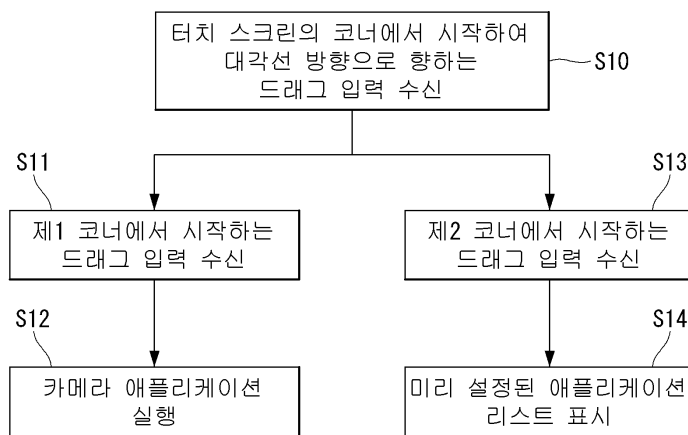 터치 스크린의 코너에서 시작하여
대각선 방향으로 향하는
드래그 입력 수신
S10
S11
제1 코너에서 시작하는
드래그 입력 수신
S13
제2 코너에서 시작하는
드래그 입력 수신
S12
카메라 애플리케이션
실행
S14
미리 설정된 애플리케이션
리스트 표시